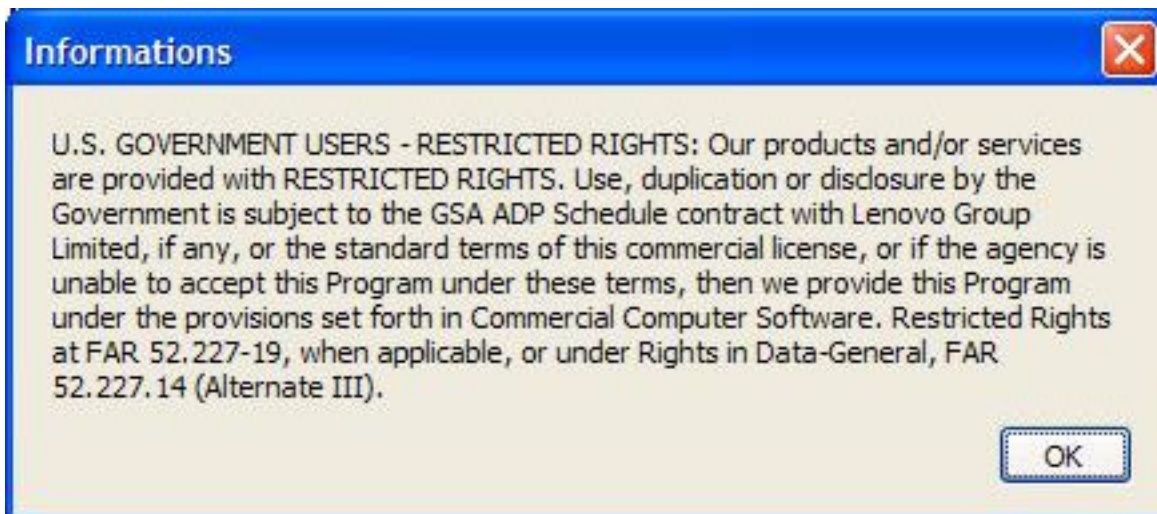 Informations
U.S. GOVERNMENT USERS - RESTRICTED RIGHTS: Our products and/or services
are provided with RESTRICTED RIGHTS. Use, duplication or disclosure by the
Government is subject to the GSA ADP Schedule contract with Lenovo Group
Limited, if any, or the standard terms of this commercial license, or if the agency is
unable to accept this Program under these terms, then we provide this Program
under the provisions set forth in Commercial Computer Software. Restricted Rights
at FAR 52.227-19, when applicable, or under Rights in Data-General, FAR
52.227.14 (Alternate III).
OK